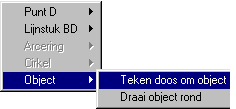 Punt D
Lijnstuk BD
Arcering
Cirkel
Object
Teken doos om object
Draai object rond